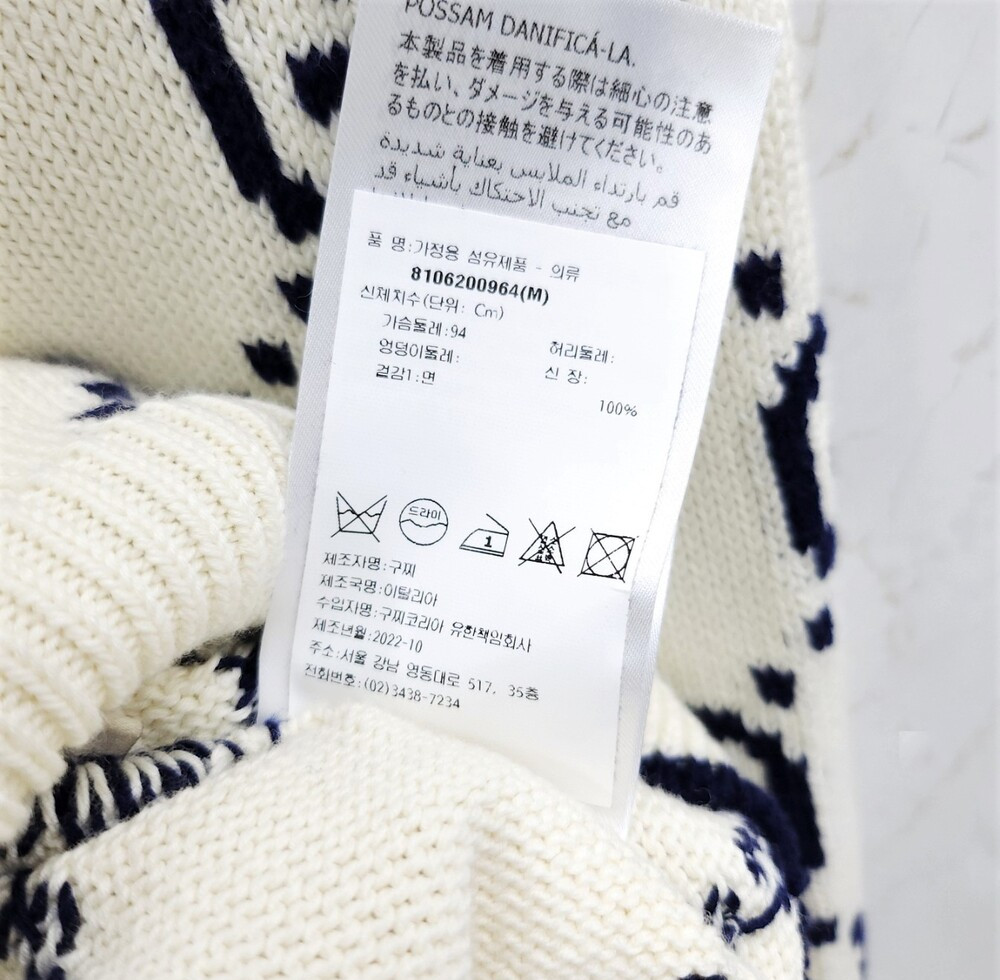 POSSAM DANIFICÁ-LA.
本製品を着用する際は細心の注意
を払い、ダメージを与える可能性のあ
るものとの接触を避けてください。
قم بارتداء الملابس بعناية شديدة
مع تجنب الاحتكاك بأشياء قد
품 명:가정용 섬유제품 - 의류
8106200964(M)
신체치수(단위: Cm)
가슴둘레:94
허리둘레:
엉덩이둘레:
신 장:
겉감1:면
100%
드라이
1
제조자명:구찌
제조국명:이탈리아
수입자명:구찌코리아 유한책임회사
제조년월:2022-10
주소:서울 강남 영동대로 517, 35층
전화번호:(02)3438-7234